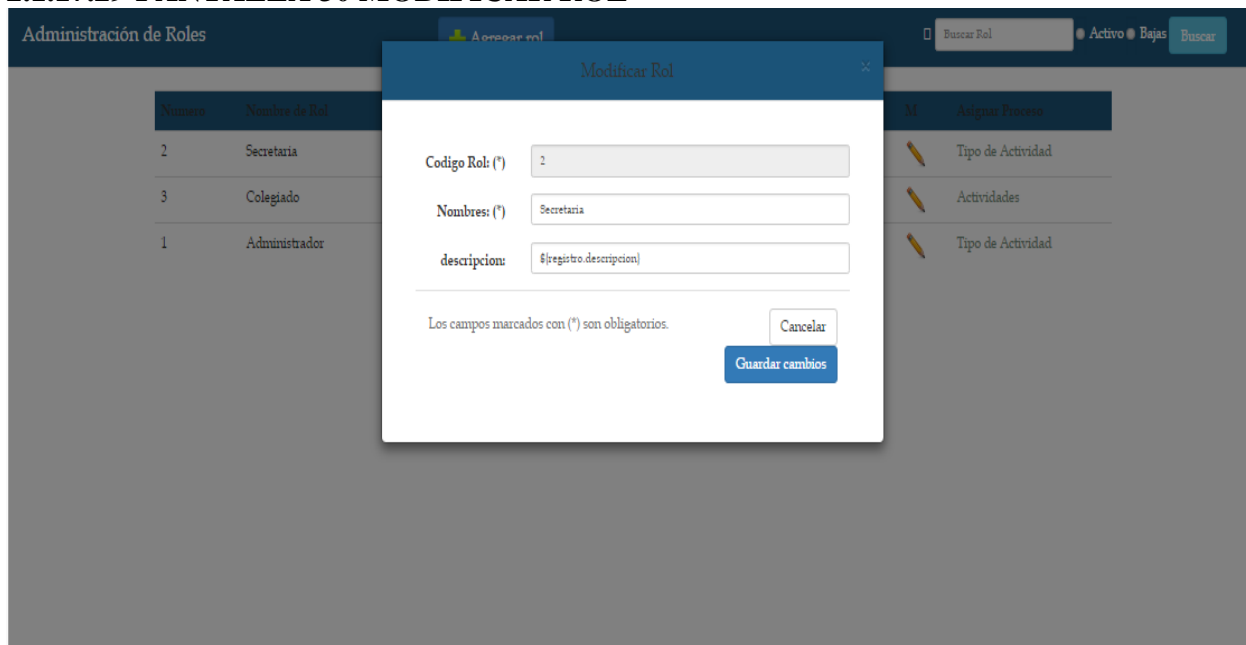 Administración de Roles
Agregar rol
Buscar Rol
Activo
Bajas
Buscar
Modificar Rol
×
Numero
Nombre de Rol
M
Asignar Proceso
2
Secretaria
Tipo de Actividad
3
Colegiado
Actividades
1
Administrador
Tipo de Actividad
Codigo Rol: (*)
2
Nombres: (*)
Secretaria
descripcion:
${registro.descripcion}
Los campos marcados con (*) son obligatorios.
Cancelar
Guardar cambios